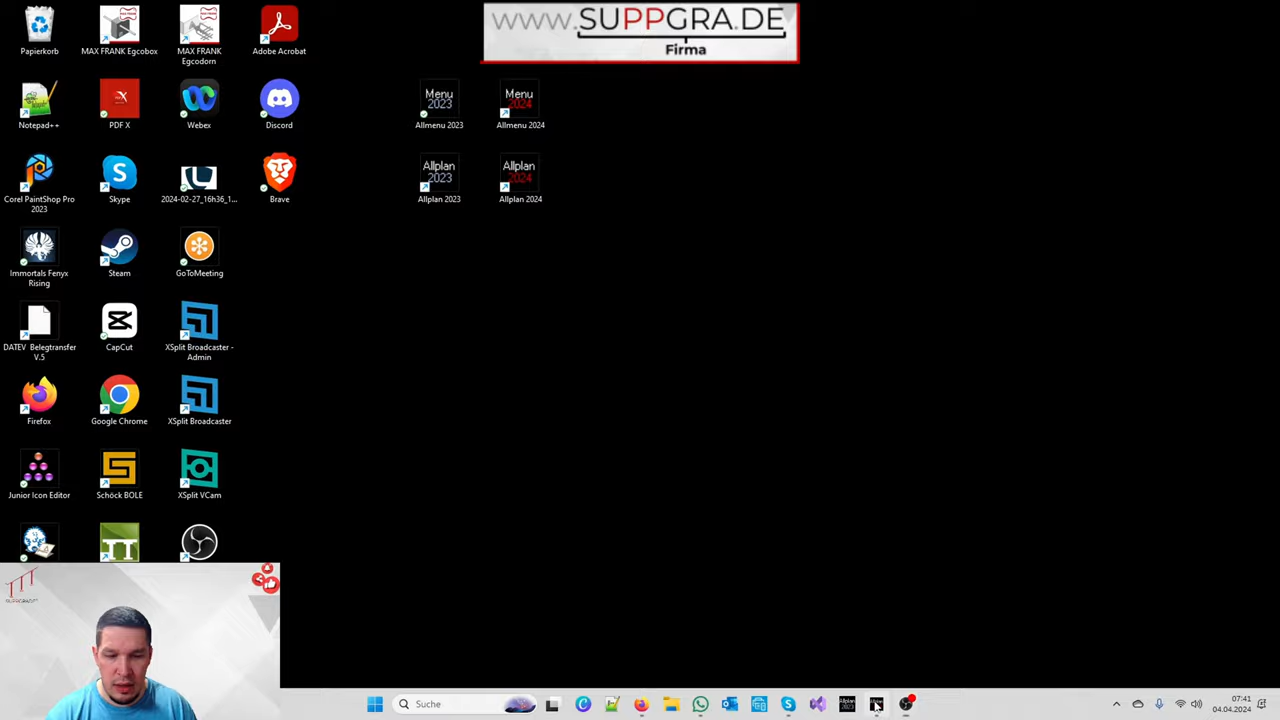 www.SUPPGRA.DE
Firma
Papierkorb
MAX FRANK Egcobox
MAX FRANK Egcodorn
Adobe Acrobat
Notepad++
PDF X
Webex
Discord
Menu 2023
Allmenu 2023
Menu 2024
Allmenu 2024
Corel PaintShop Pro 2023
Skype
2024-02-27_16h36_1...
Brave
Allplan 2023
Allplan 2023
Allplan 2024
Allplan 2024
Immortals Fenyx Rising
Steam
GoToMeeting
DATEV Belegtransfer V.5
CapCut
XSplit Broadcaster - Admin
Firefox
Google Chrome
XSplit Broadcaster
Junior Icon Editor
Schöck BOLE
XSplit VCam
Suche
07:41
04.04.2024